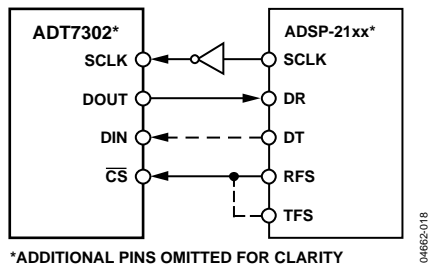 ADT7302*
ADSP-21xx*
SCLK
SCLK
DOUT
DR
DIN
DT
CS
RFS
TFS
*ADDITIONAL PINS OMITTED FOR CLARITY
04662-018